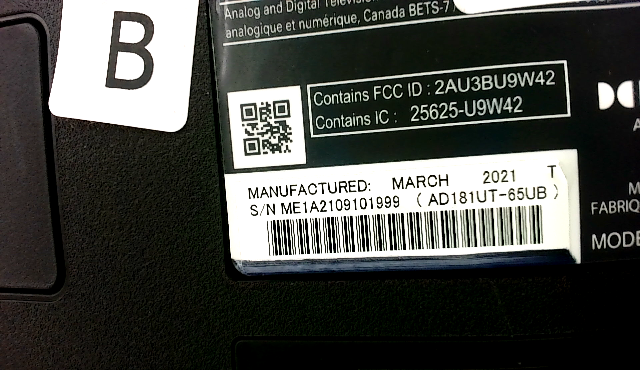 B
Analog and Digital Televis
analogique et numérique, Canada BETS-7
Contains FCC ID : 2AU3BU9W42
Contains IC : 25625-U9W42
MANUFACTURED: MARCH 2021 T
S/N ME1A2109101999 ( AD181UT-65UB )
FABRIQ
MODE